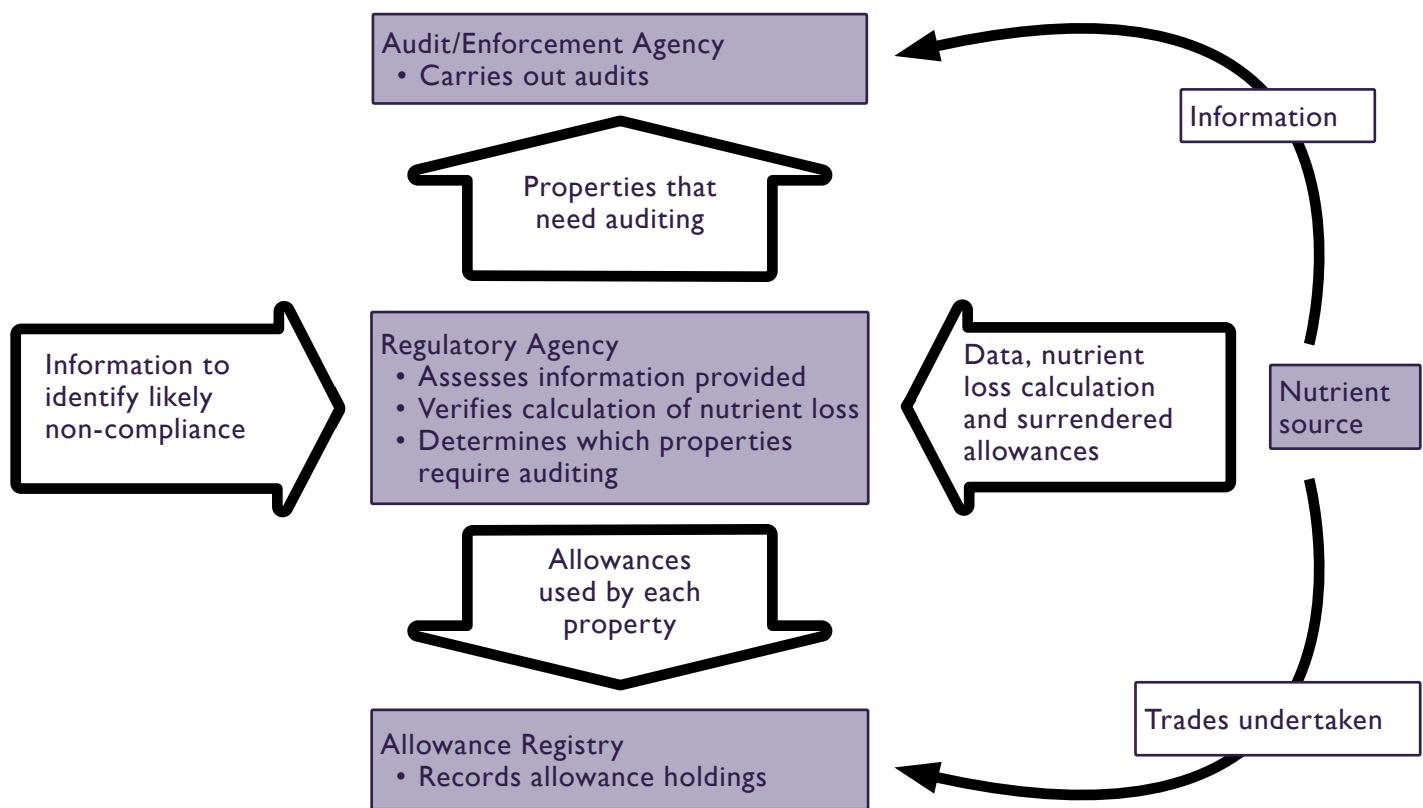 Audit/Enforcement Agency
• Carries out audits
Information
Properties that
need auditing
Information to
identify likely
non-compliance
Regulatory Agency
• Assesses information provided
• Verifies calculation of nutrient loss
• Determines which properties
require auditing
Data, nutrient
loss calculation
and surrendered
allowances
Nutrient
source
Allowances
used by each
property
Trades undertaken
Allowance Registry
• Records allowance holdings